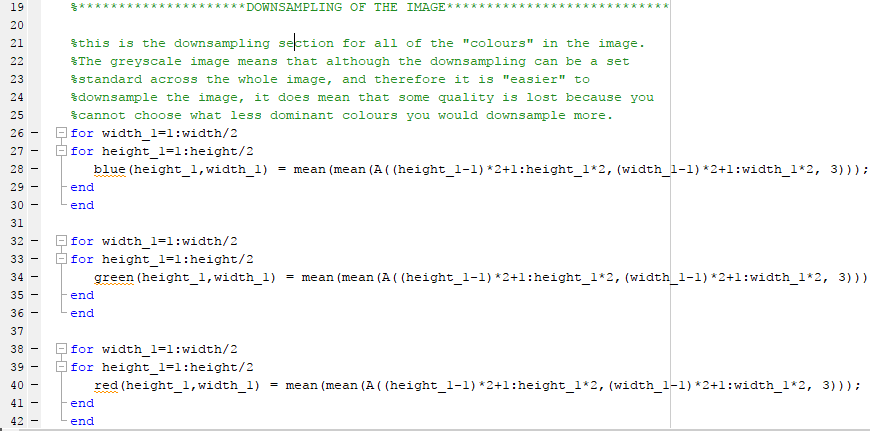 19 %*********************DOWNSAMPLING OF THE IMAGE****************************
20
21 %this is the downsampling section for all of the "colours" in the image.
22 %The greyscale image means that although the downsampling can be a set
23 %standard across the whole image, and therefore it is "easier" to
24 %downsample the image, it does mean that some quality is lost because you
25 %cannot choose what less dominant colours you would downsample more.
26 - for width_1=1:width/2
27 - for height_1=1:height/2
28 - blue(height_1,width_1) = mean(mean(A((height_1-1)*2+1:height_1*2,(width_1-1)*2+1:width_1*2, 3)));
29 - end
30 - end
31
32 - for width_1=1:width/2
33 - for height_1=1:height/2
34 - green(height_1,width_1) = mean(mean(A((height_1-1)*2+1:height_1*2,(width_1-1)*2+1:width_1*2, 3)))
35 - end
36 - end
37
38 - for width_1=1:width/2
39 - for height_1=1:height/2
40 - red(height_1,width_1) = mean(mean(A((height_1-1)*2+1:height_1*2,(width_1-1)*2+1:width_1*2, 3)));
41 - end
42 - end